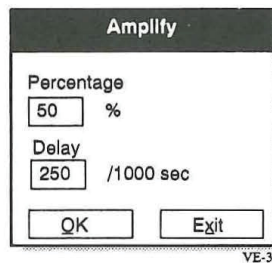 Amplify
Percentage
50 %
Delay
250 /1000 sec
OK Exit
VE-3